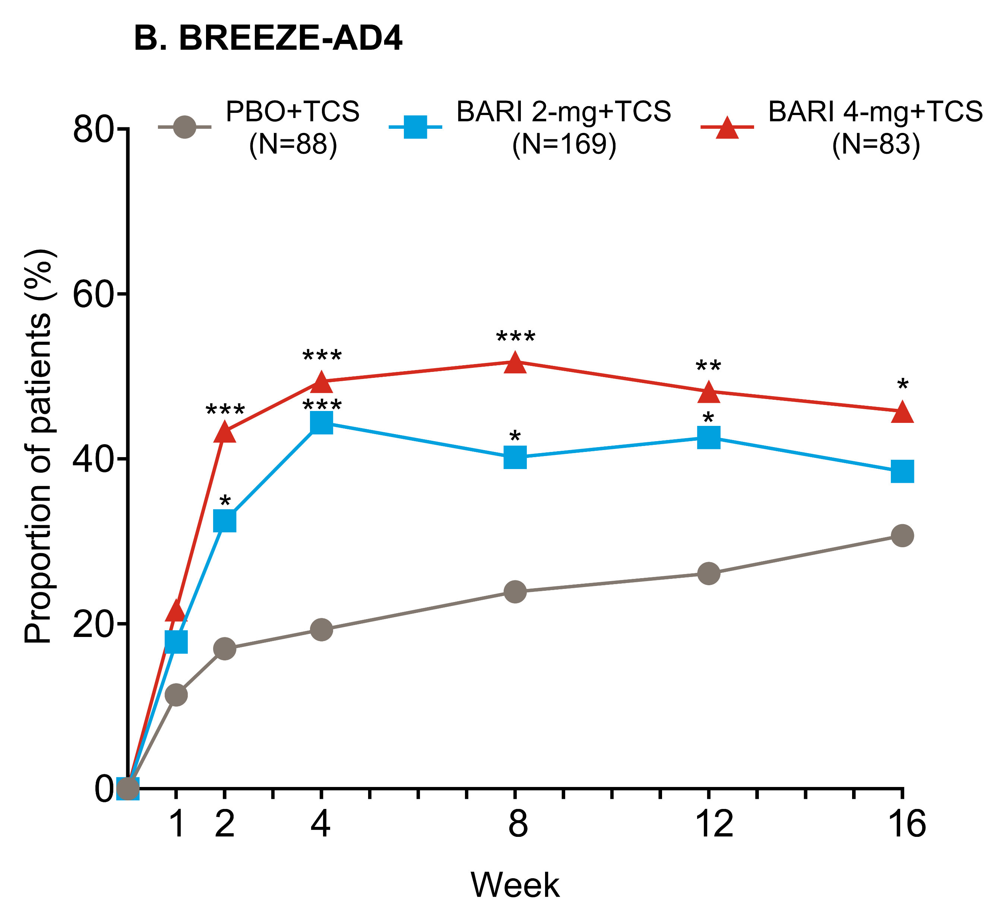 B. BREEZE-AD4
PBO+TCS
(N=88)
BARI 2-mg+TCS
(N=169)
BARI 4-mg+TCS
(N=83)
Proportion of patients (%)
80
60
40
20
0
***
***
***
**
*
*
***
*
*
1 2 4 8 12 16
Week